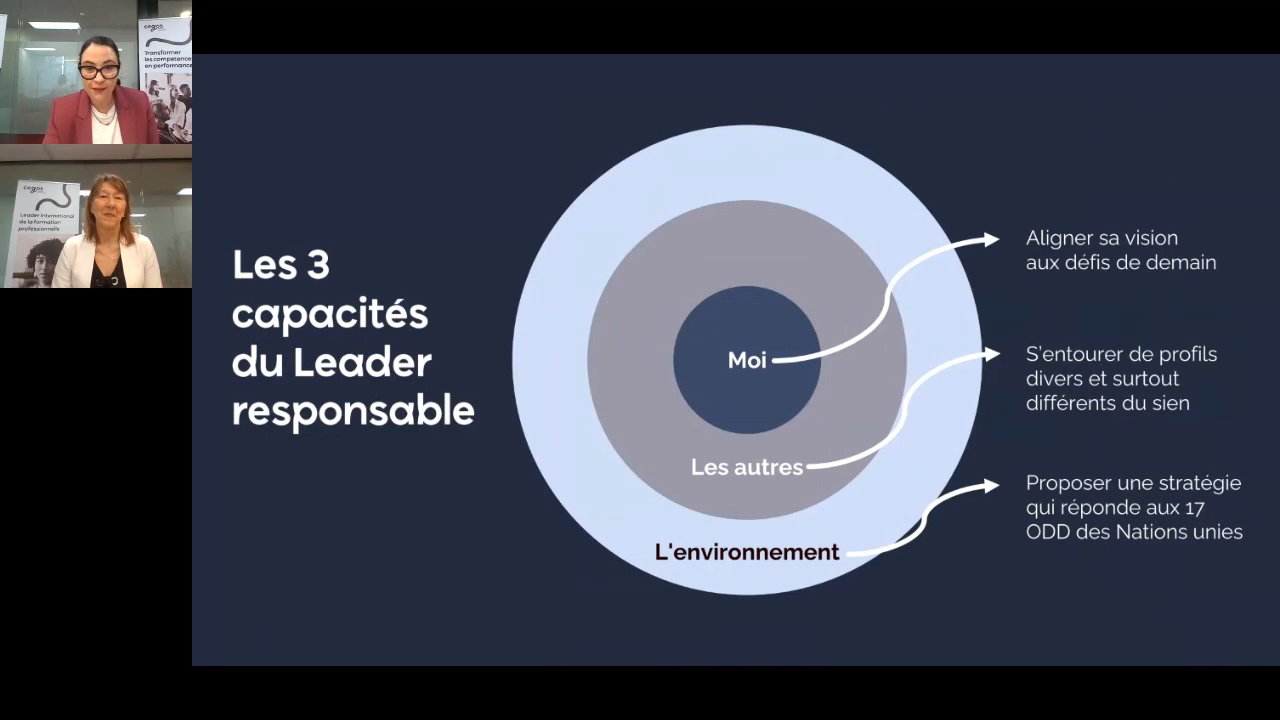 cegos
Transformer
les compétences
en performance
cegos
Leader international
de la formation
professionnelle
Les 3
capacités
du Leader
responsable
Moi
Les autres
L'environnement
Aligner sa vision
aux défis de demain
S'entourer de profils
divers et surtout
différents du sien
Proposer une stratégie
qui réponde aux 17
ODD des Nations unies